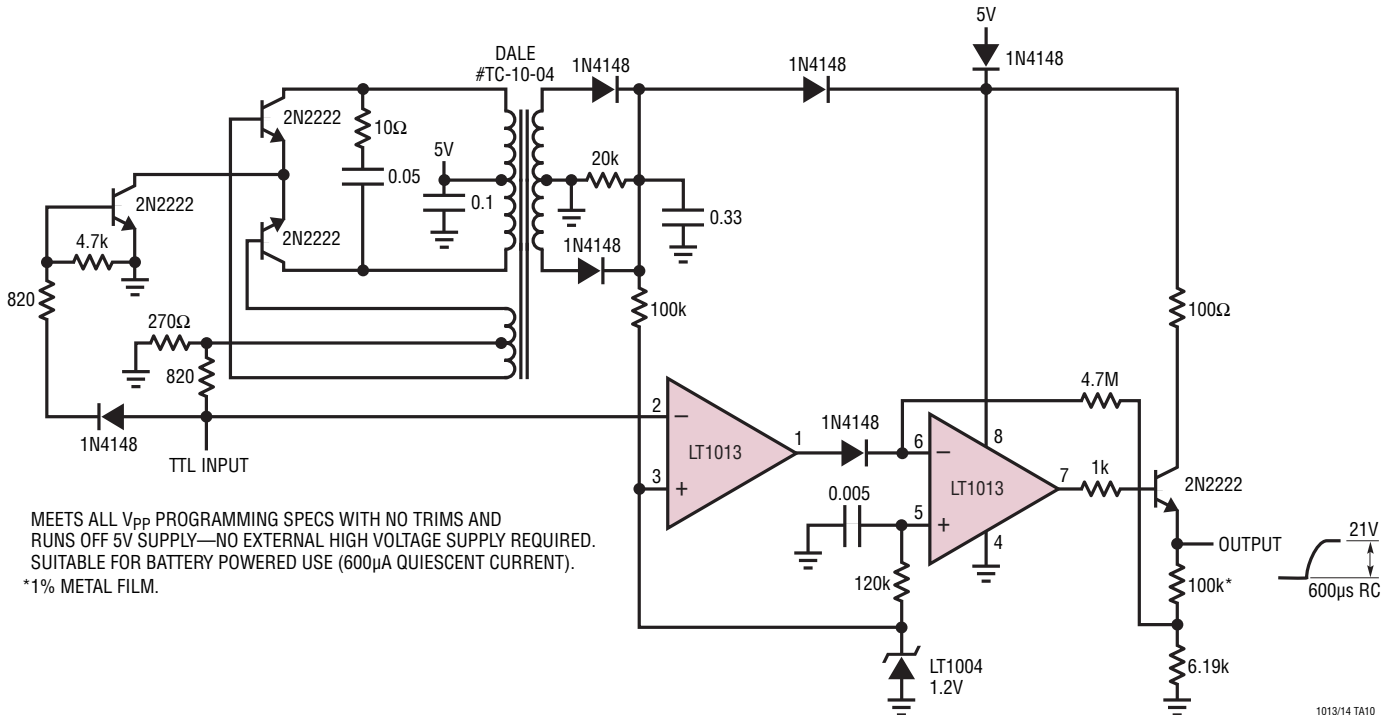 5V
DALE
#TC-10-04
1N4148
1N4148
1N4148
2N2222
10Ω
5V
20k
2N2222
0.05
0.1
0.33
2N2222
4.7k
1N4148
820
270Ω
100k
100Ω
820
4.7M
1N4148
TTL INPUT
2
−
LT1013
1
3
+
1N4148
6
−
8
LT1013
7
1k
2N2222
0.005
5
+
4
OUTPUT
21V
120k
100k*
600µs RC
LT1004
1.2V
6.19k
MEETS ALL VPP PROGRAMMING SPECS WITH NO TRIMS AND
RUNS OFF 5V SUPPLY—NO EXTERNAL HIGH VOLTAGE SUPPLY REQUIRED.
SUITABLE FOR BATTERY POWERED USE (600µA QUIESCENT CURRENT).
*1% METAL FILM.
1013/14 TA10